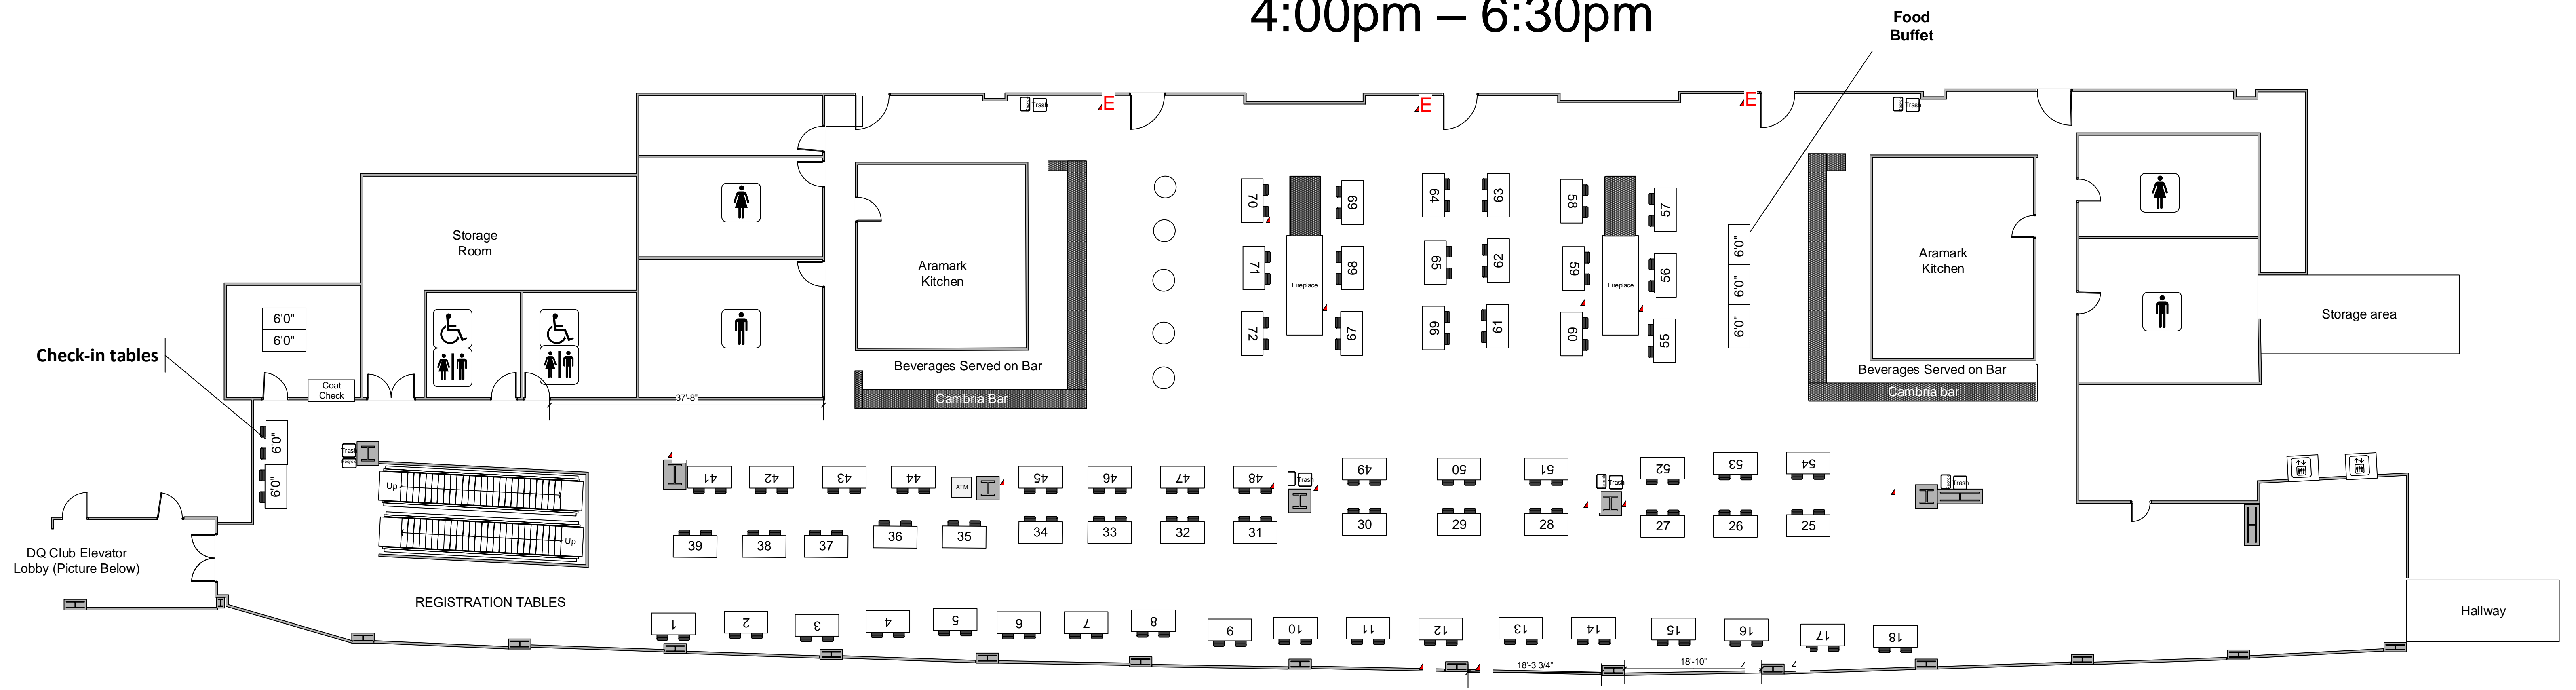 4:00pm – 6:30pm
Food
Buffet
E
E
E
Trash
Trash
Storage
Room
Aramark
Kitchen
Aramark
Kitchen
70
69
64
63
58
57
71
68
65
62
59
56
72
67
66
61
60
55
Fireplace
Fireplace
6'0"
6'0"
6'0"
6'0"
6'0"
Storage area
Check-in tables
Coat
Check
Beverages Served on Bar
Cambria Bar
Beverages Served on Bar
Cambria bar
37'-8"
6'0"
6'0"
Trash
Up
Up
41
42
43
44
ATM
45
46
47
48
Trash
49
50
51
Trash
52
53
54
Trash
39
38
37
36
35
34
33
32
31
30
29
28
27
26
25
DQ Club Elevator
Lobby (Picture Below)
REGISTRATION TABLES
Hallway
1
2
3
4
5
6
7
8
9
10
11
12
13
14
15
16
17
18
18'-3 3/4"
18'-10"